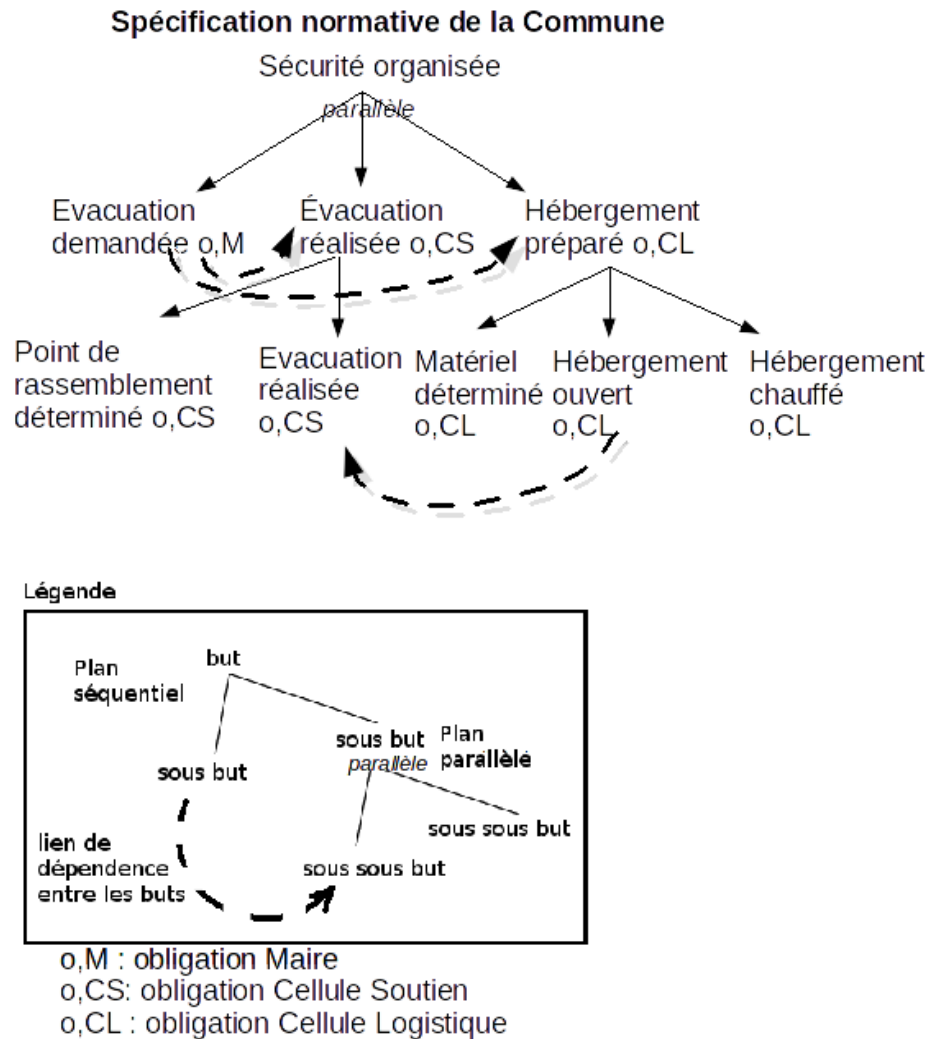 Spécification normative de la Commune
Sécurité organisée
parallèle
Evacuation
demandée o,M
Évacuation
réalisée o,CS
Hébergement
préparé o,CL
Point de
rassemblement
déterminé o,CS
Evacuation
réalisée
o,CS
Matériel
déterminé
o,CL
Hébergement
ouvert
o,CL
Hébergement
chauffé
o,CL
Légende
but
Plan
séquentiel
sous but
parallèle
Plan
parallèlé
sous but
sous sous but
lien de
dépendence
entre les buts
sous sous but
o,M : obligation Maire
o,CS: obligation Cellule Soutien
o,CL : obligation Cellule Logistique